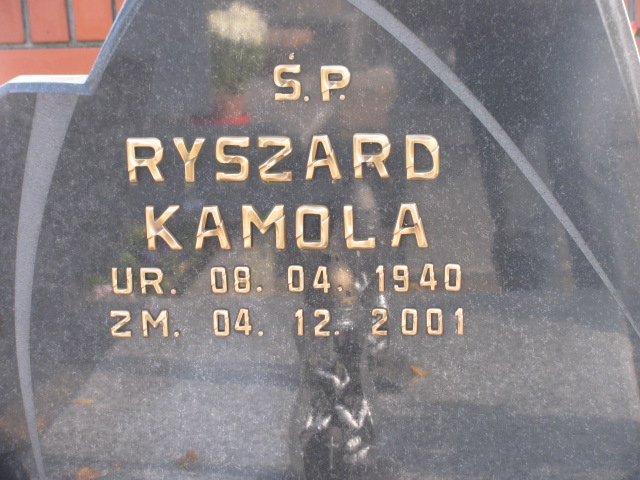 Ś.P.
RYSZARD
KAMOLA
UR. 08. 04. 1940
ZM. 04. 12. 2001